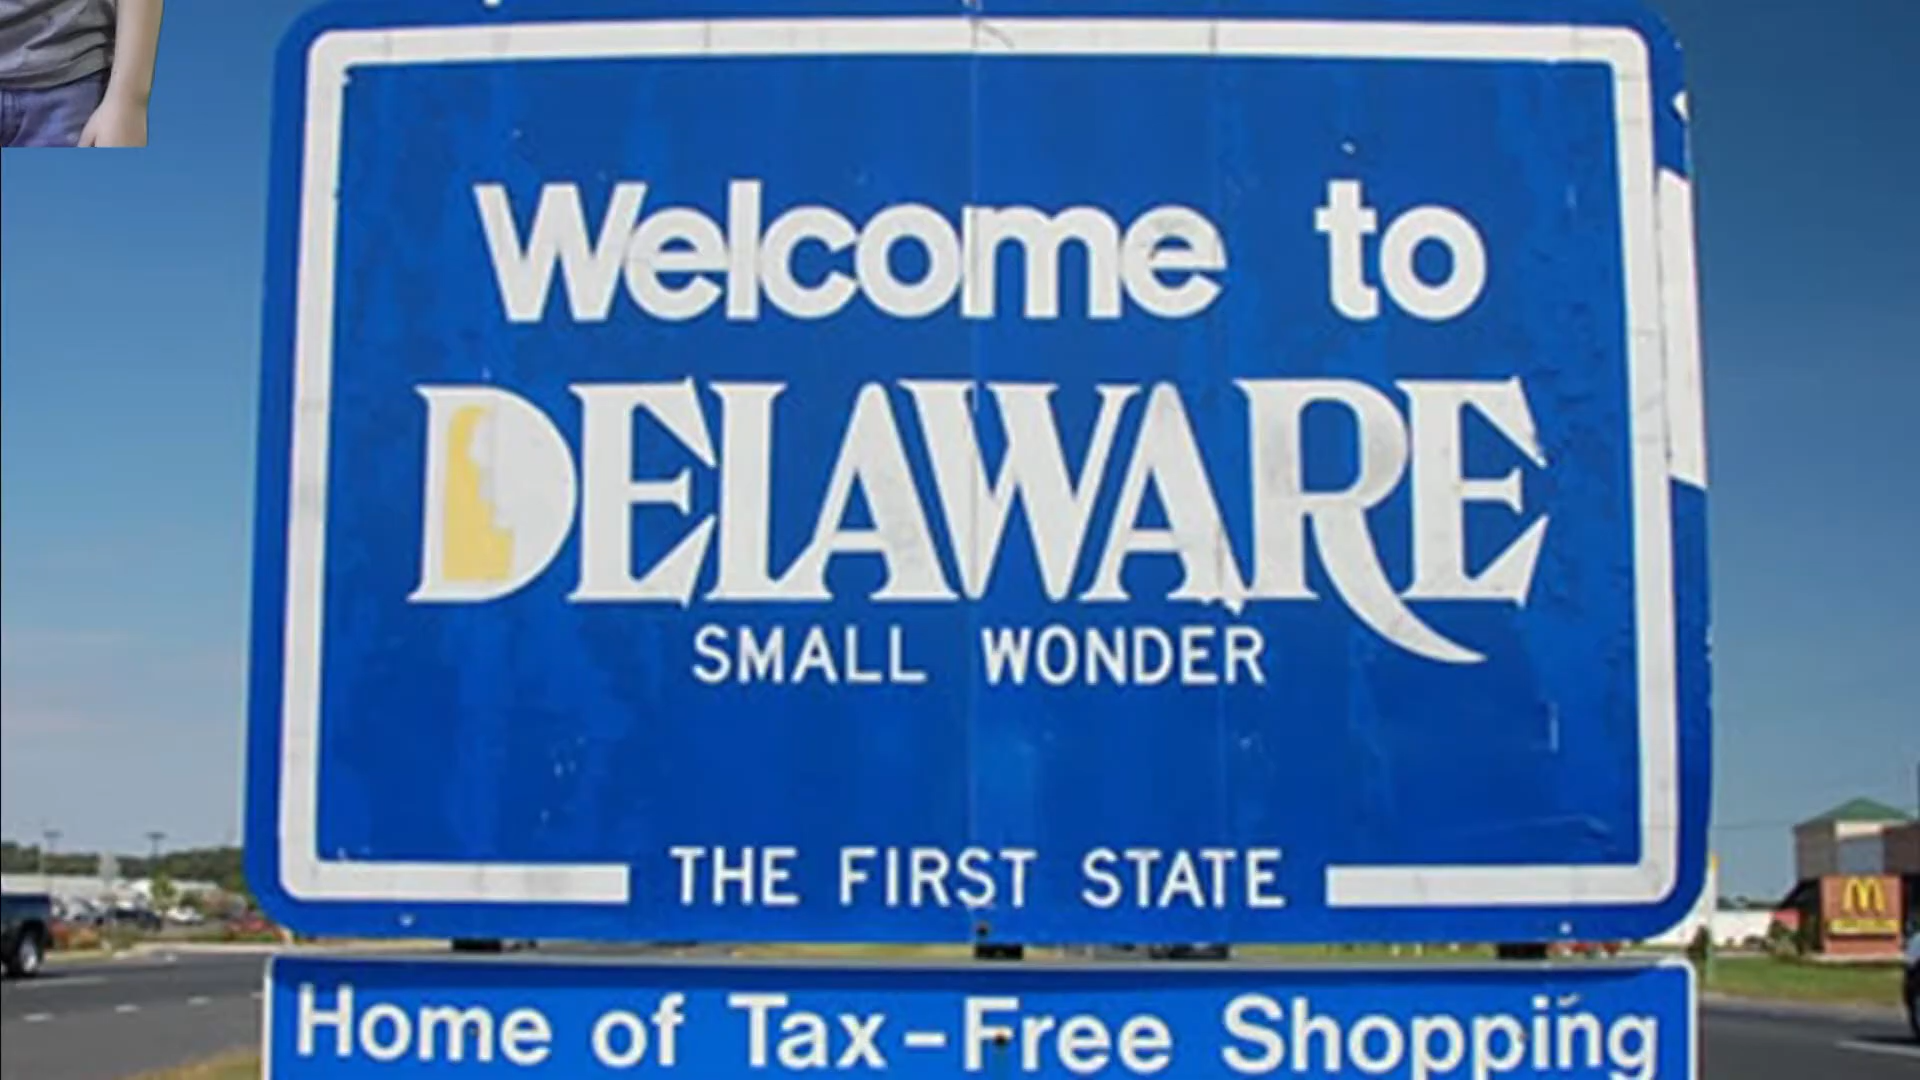 Welcome to
DELAWARE
SMALL WONDER
THE FIRST STATE
Home of Tax-Free Shopping